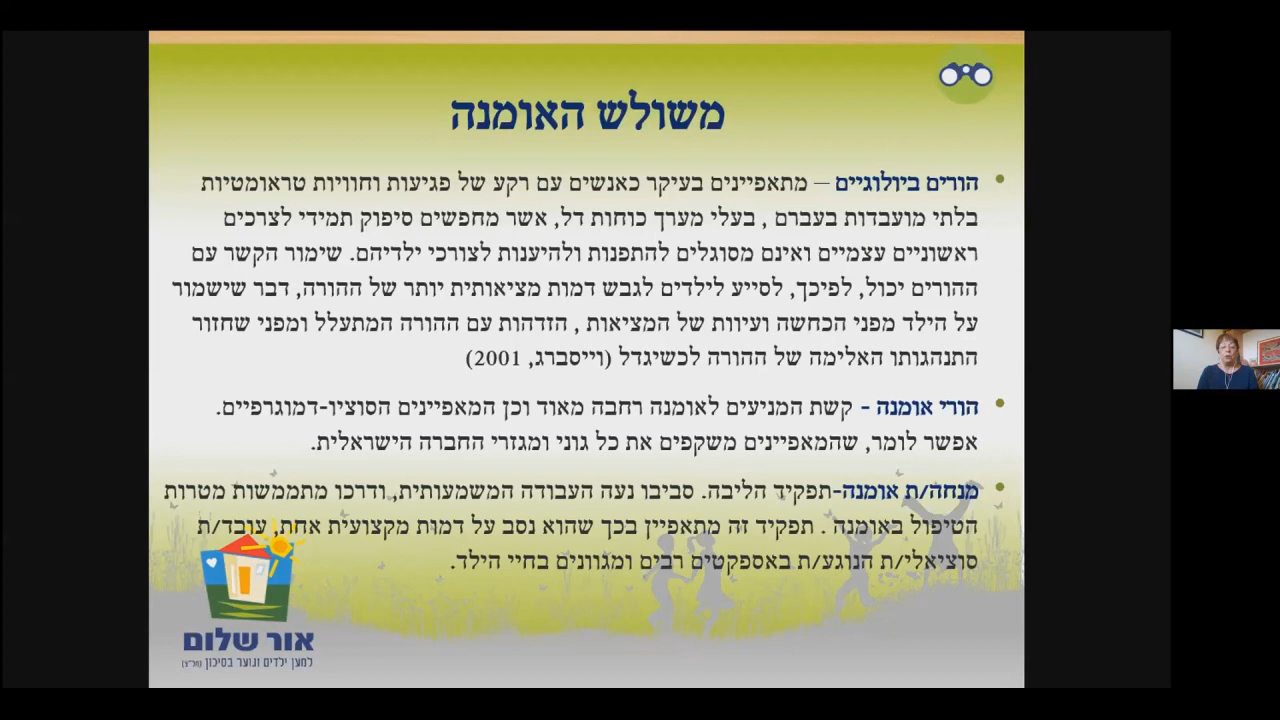 משולש האומנה
הורים ביולוגיים – מתאפיינים בעיקר כאנשים עם רקע של פגיעות וחוויות טראומטיות
בלתי מועבדות בעברם , בעלי מערך כוחות דל, אשר מחפשים סיפוק תמידי לצרכים
ראשוניים עצמיים ואינם מסוגלים להתפנות ולהיענות לצורכי ילדיהם. שימור הקשר עם
ההורים יכול, לפיכך, לסייע לילדים לגבש דמות מציאותית יותר של ההורה, דבר שישמור
על הילד מפני הכחשה ועיוות של המציאות , הזדהות עם ההורה המתעלל ומפני שחזור
התנהגותו האלימה של ההורה לכשיגדל (וייסברג, 2001)
הורי אומנה - קשת המניעים לאומנה רחבה מאוד וכן המאפיינים הסוציו-דמוגרפיים.
אפשר לומר, שהמאפיינים משקפים את כל גוני ומגזרי החברה הישראלית.
מנחה/ת אומנה-תפקיד הליבה. סביבו נעה העבודה המשמעותית, ודרכו מתממשות מטרות
הטיפול באומנה . תפקיד זה מתאפיין בכך שהוא נסב על דמות מקצועית אחת, עובד/ת
סוציאלי/ת הנוגע/ת באספקטים רבים ומגוונים בחיי הילד.
אור שלום
למען ילדים ונוער בסיכון (חל"צ)